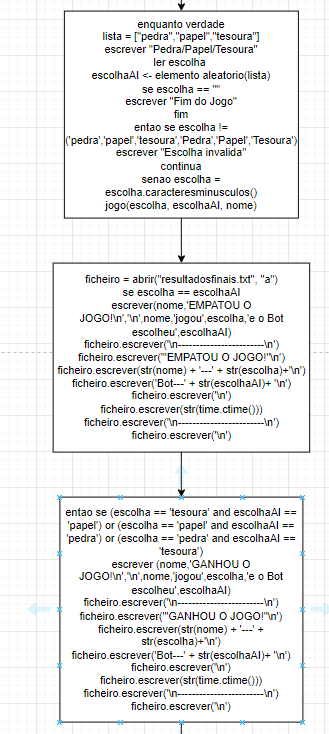 enquanto verdade
lista = ["pedra","papel","tesoura"]
escrever "Pedra/Papel/Tesoura"
ler escolha
escolhaAI <- elemento aleatorio(lista)
se escolha == ""
escrever "Fim do Jogo"
fim
entao se escolha !=
('pedra','papel','tesoura','Pedra','Papel','Tesoura')
escrever "Escolha invalida"
continua
senao escolha =
escolha.caracteresminusculos()
jogo(escolha, escolhaAI, nome)
ficheiro = abrir("resultadosfinais.txt", "a")
se escolha == escolhaAI
escrever(nome,'EMPATOU O
JOGO!\n','\n',nome,'jogou',escolha,'e o Bot
escolheu',escolhaAI)
ficheiro.escrever('\n------------------------\n')
ficheiro.escrever('"EMPATOU O JOGO!"\n')
ficheiro.escrever(str(nome) + '---' + str(escolha)+'\n')
ficheiro.escrever('Bot---' + str(escolhaAI)+ '\n')
ficheiro.escrever('\n')
ficheiro.escrever(str(time.ctime()))
ficheiro.escrever('\n------------------------\n')
ficheiro.escrever('\n')
entao se (escolha == 'tesoura' and escolhaAI ==
'papel') or (escolha == 'papel' and escolhaAI ==
'pedra') or (escolha == 'pedra' and escolhaAI ==
'tesoura')
escrever (nome,'GANHOU O
JOGO!\n','\n',nome,'jogou',escolha,'e o Bot
escolheu',escolhaAI)
ficheiro.escrever('\n------------------------\n')
ficheiro.escrever('"GANHOU O JOGO!"\n')
ficheiro.escrever(str(nome) + '---' +
str(escolha)+'\n')
ficheiro.escrever('Bot---' + str(escolhaAI)+ '\n')
ficheiro.escrever('\n')
ficheiro.escrever(str(time.ctime()))
ficheiro.escrever('\n------------------------\n')
ficheiro.escrever('\n')